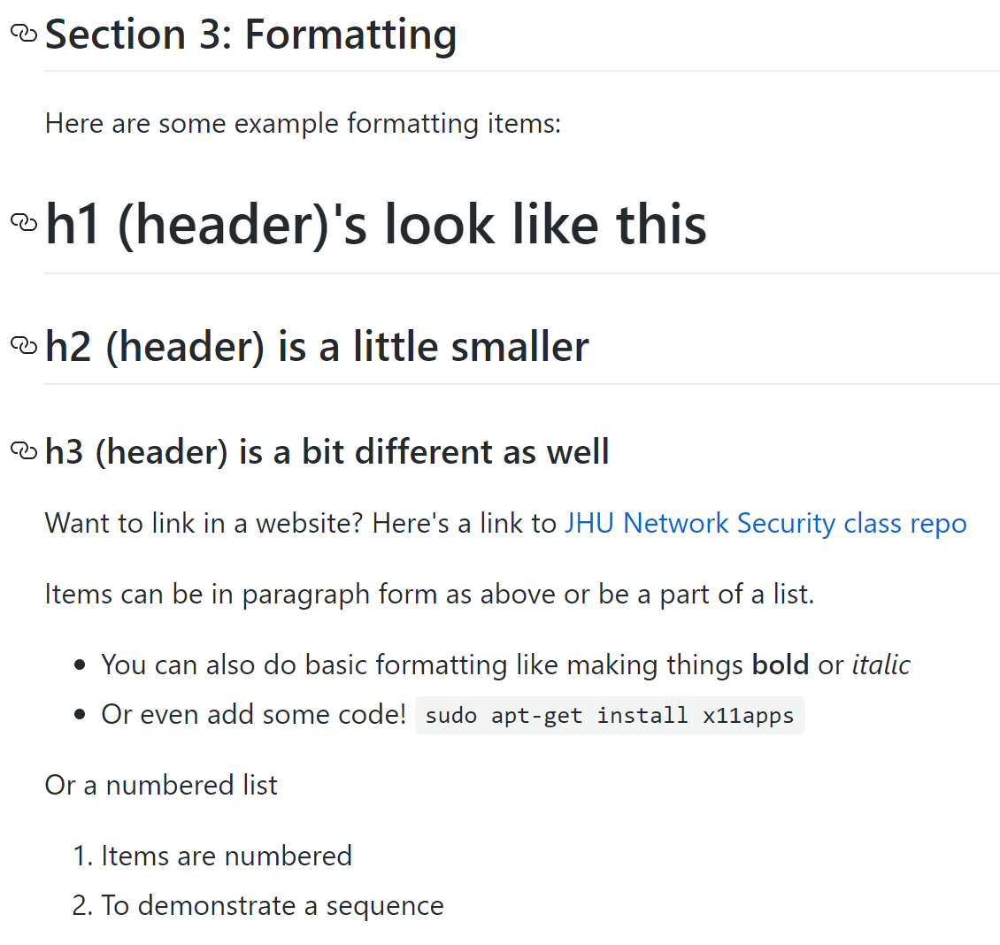 Section 3: Formatting
Here are some example formatting items:
h1 (header)'s look like this
h2 (header) is a little smaller
h3 (header) is a bit different as well
Want to link in a website? Here's a link to JHU Network Security class repo
Items can be in paragraph form as above or be a part of a list.
• You can also do basic formatting like making things bold or italic
• Or even add some code! sudo apt-get install x11apps
Or a numbered list
1. Items are numbered
2. To demonstrate a sequence